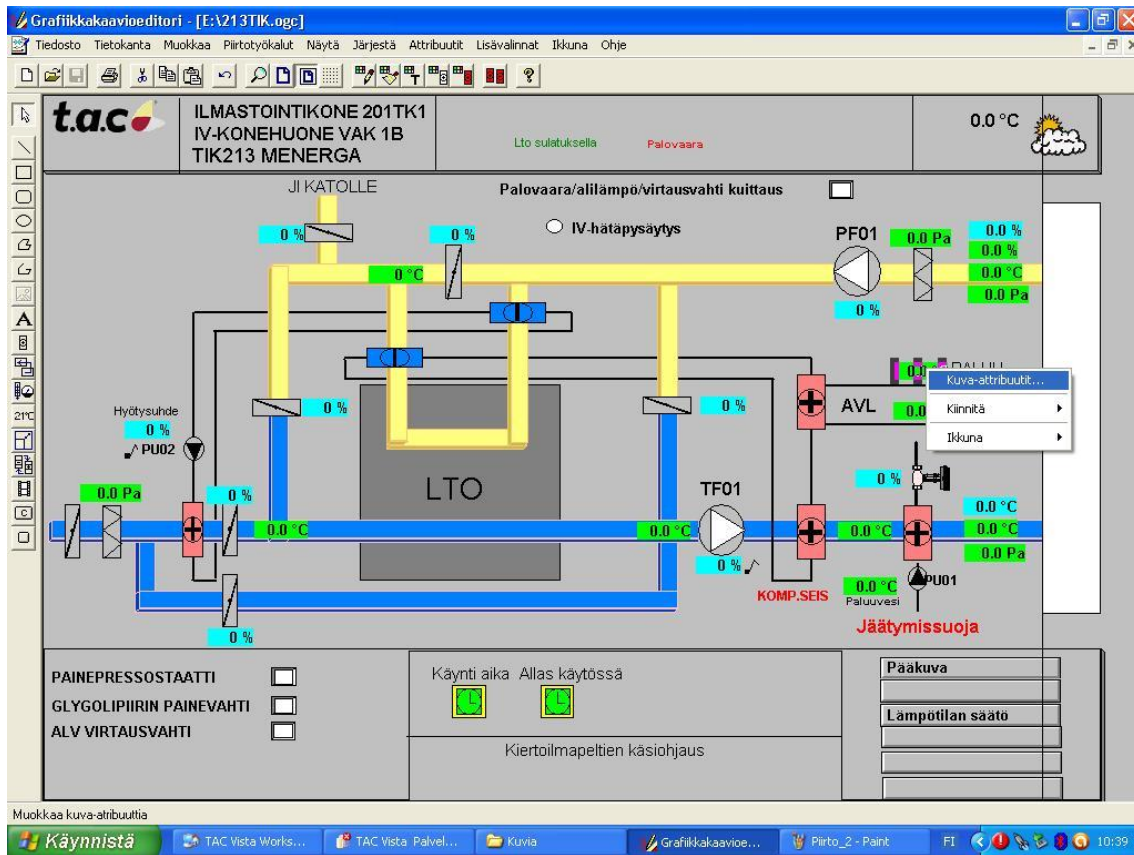 Grafiikkakaavioeditori - [E:\213TIK.ogc]
Tiedosto Tietokanta Muokkaa Piirtotyökalut Näytä Järjestä Attribuutit Lisävalinnat Ikkuna Ohje
t.a.c
ILMASTOINTIKONE 201TK1
IV-KONEHUONE VAK 1B
TIK213 MENERGA
Lto sulatuksella
Palovaara
0.0 °C
JI KATOLLE
Palovaara/alilämpö/virtausvahti kuittaus
IV-hätäpysäytys
0 %
0 %
PF01
0.0 Pa
0.0 %
0.0 %
0.0 °C
0.0 Pa
0 °C
0 %
Kuva-attribuutit...
Kiinnitä
Ikkuna
Hyötysuhde
0 %
PU02
0 %
0 %
AVL
LTO
TF01
0 %
0.0 Pa
0 %
0.0 °C
0.0 °C
0 %
0.0 °C
0.0 °C
0.0 °C
0.0 Pa
0 %
KOMP.SEIS
0.0 °C
Paluuvesi
PU01
Jäätymissuoja
0 %
PAINEPRESSOSTAATTI
GLYGOLIPIIRIN PAINEVAHTI
ALV VIRTAUSVAHTI
Käynti aika Allas käytössä
Kiertoilmapeltien käsiohjaus
Pääkuva
Lämpötilan säätö
Muokkaa kuva-atribuuttia
Käynnistä
TAC Vista Works...
TAC Vista Palvel...
Kuvia
Grafiikkakaavioe...
Piirto_2 - Paint
FI
10:39